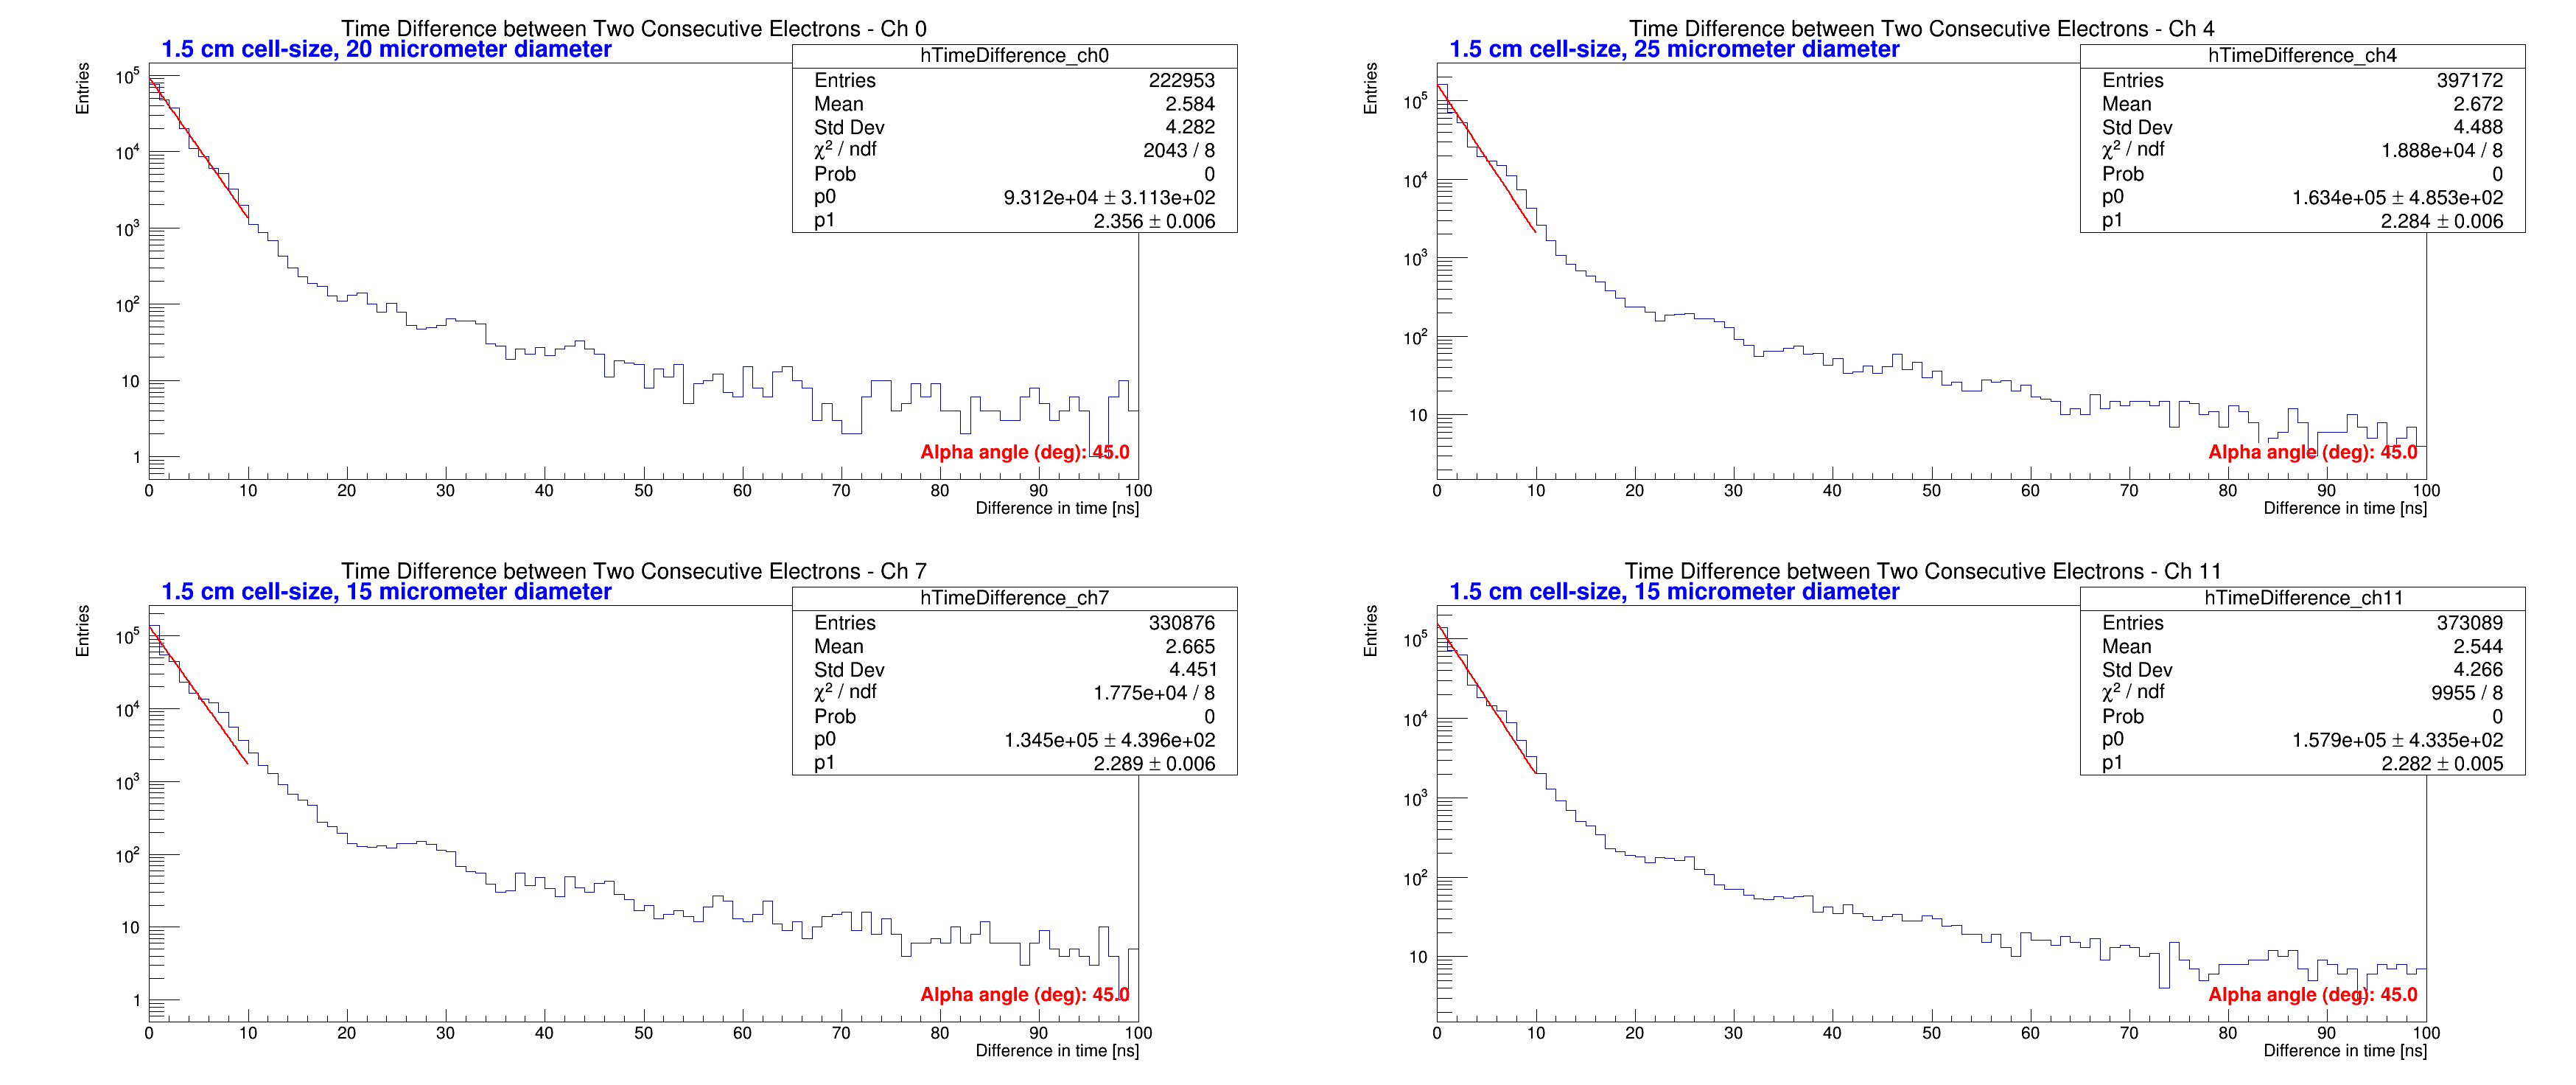 Time Difference between Two Consecutive Electrons - Ch 0
1.5 cm cell-size, 20 micrometer diameter
hTimeDifference_ch0
Entries 222953
Mean 2.584
Std Dev 4.282
χ² / ndf 2043 / 8
Prob 0
p0 9.312e+04 ± 3.113e+02
p1 2.356 ± 0.006
Entries
10⁵
10⁴
10³
10²
10
1
Alpha angle (deg): 45.0
0 10 20 30 40 50 60 70 80 90 100
Difference in time [ns]
Time Difference between Two Consecutive Electrons - Ch 4
1.5 cm cell-size, 25 micrometer diameter
hTimeDifference_ch4
Entries 397172
Mean 2.672
Std Dev 4.488
χ² / ndf 1.888e+04 / 8
Prob 0
p0 1.634e+05 ± 4.853e+02
p1 2.284 ± 0.006
Entries
10⁵
10⁴
10³
10²
10
Alpha angle (deg): 45.0
0 10 20 30 40 50 60 70 80 90 100
Difference in time [ns]
Time Difference between Two Consecutive Electrons - Ch 7
1.5 cm cell-size, 15 micrometer diameter
hTimeDifference_ch7
Entries 330876
Mean 2.665
Std Dev 4.451
χ² / ndf 1.775e+04 / 8
Prob 0
p0 1.345e+05 ± 4.396e+02
p1 2.289 ± 0.006
Entries
10⁵
10⁴
10³
10²
10
1
Alpha angle (deg): 45.0
0 10 20 30 40 50 60 70 80 90 100
Difference in time [ns]
Time Difference between Two Consecutive Electrons - Ch 11
1.5 cm cell-size, 15 micrometer diameter
hTimeDifference_ch11
Entries 373089
Mean 2.544
Std Dev 4.266
χ² / ndf 9955 / 8
Prob 0
p0 1.579e+05 ± 4.335e+02
p1 2.282 ± 0.005
Entries
10⁵
10⁴
10³
10²
10
Alpha angle (deg): 45.0
0 10 20 30 40 50 60 70 80 90 100
Difference in time [ns]